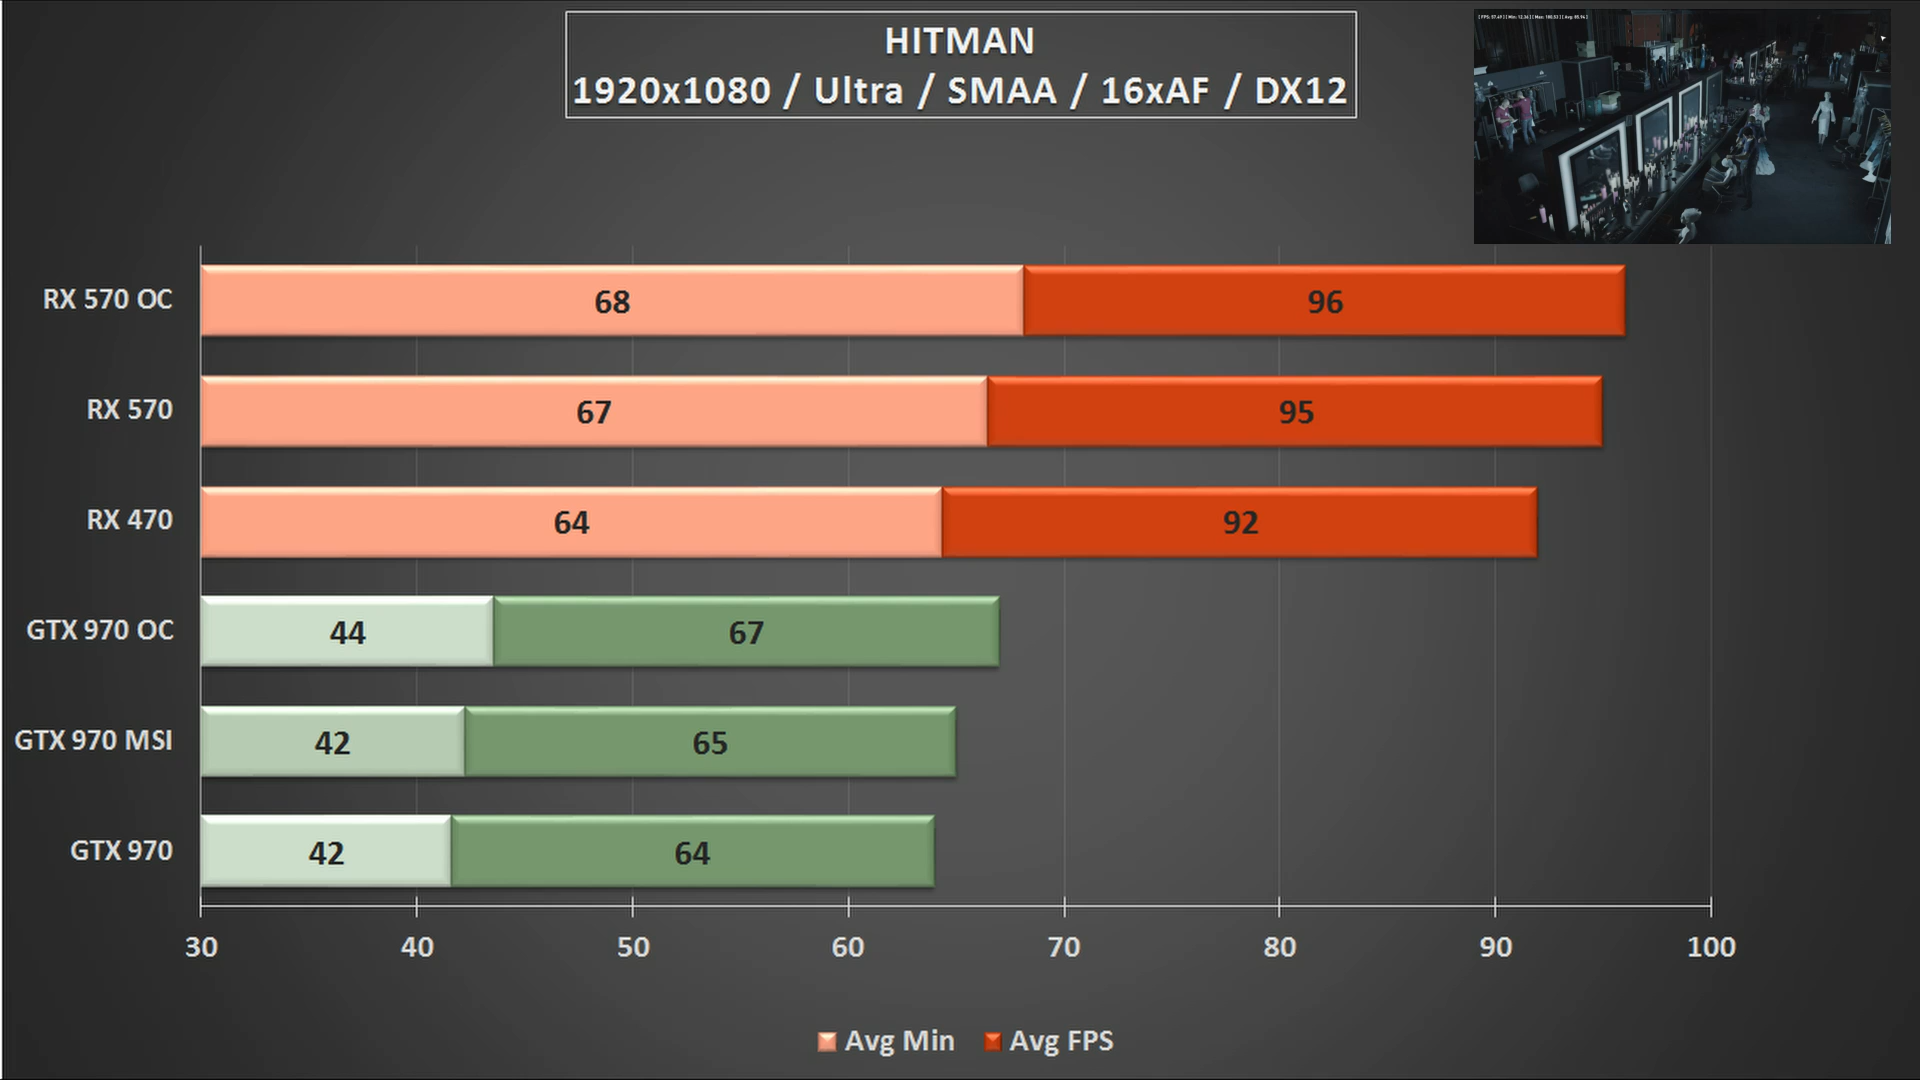 HITMAN
1920x1080 / Ultra / SMAA / 16xAF / DX12
RX 570 OC
68
96
RX 570
67
95
RX 470
64
92
GTX 970 OC
44
67
GTX 970 MSI
42
65
GTX 970
42
64
30 40 50 60 70 80 90 100
Avg Min Avg FPS